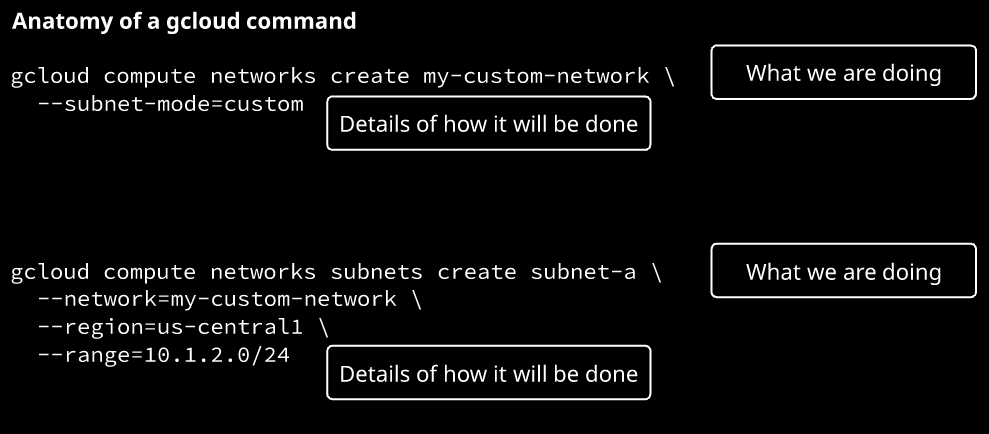 Anatomy of a gcloud command
gcloud compute networks create my-custom-network \
What we are doing
--subnet-mode=custom
Details of how it will be done
gcloud compute networks subnets create subnet-a \
What we are doing
--network=my-custom-network \
--region=us-central1 \
--range=10.1.2.0/24
Details of how it will be done